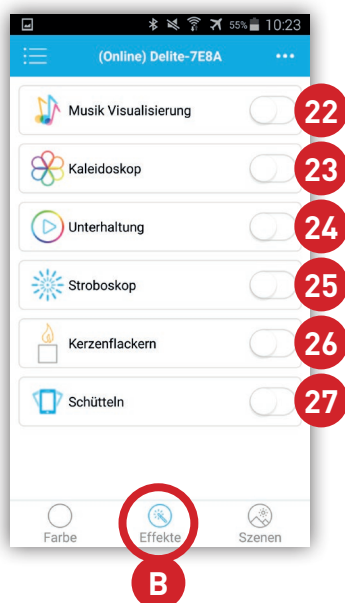 55% 10:23
(Online) Delite-7E8A
Musik Visualisierung 22
Kaleidoskop 23
Unterhaltung 24
Stroboskop 25
Kerzenflackern 26
Schütteln 27
Farbe Effekte Szenen
B